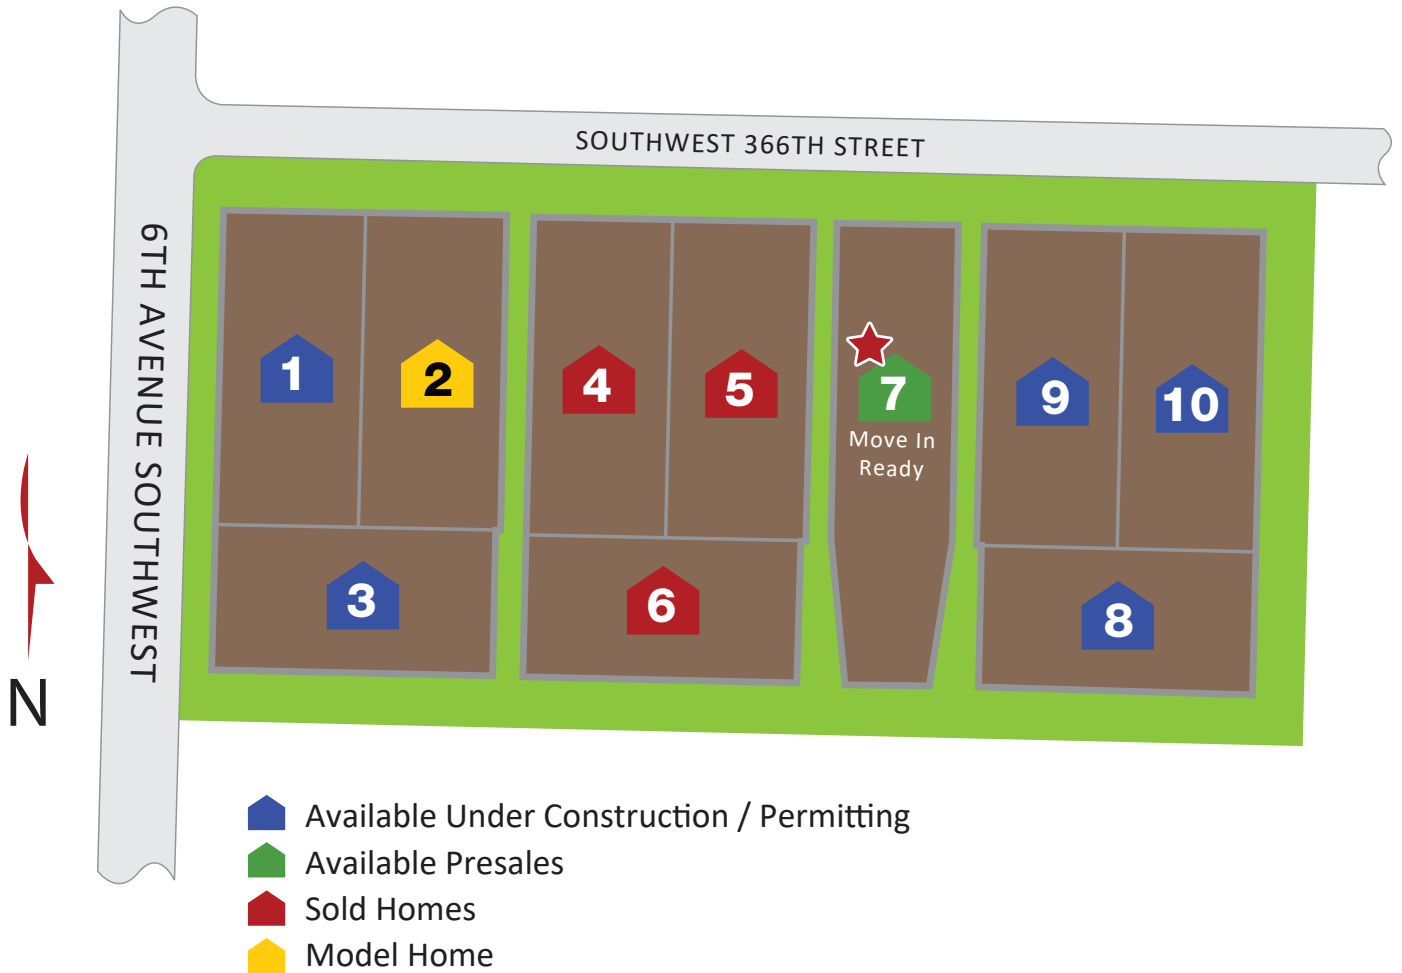 SOUTHWEST 366TH STREET
6TH AVENUE SOUTHWEST
1
2
4
5
7
Move In
Ready
9
10
3
6
8
N
Available Under Construction / Permitting
Available Presales
Sold Homes
Model Home